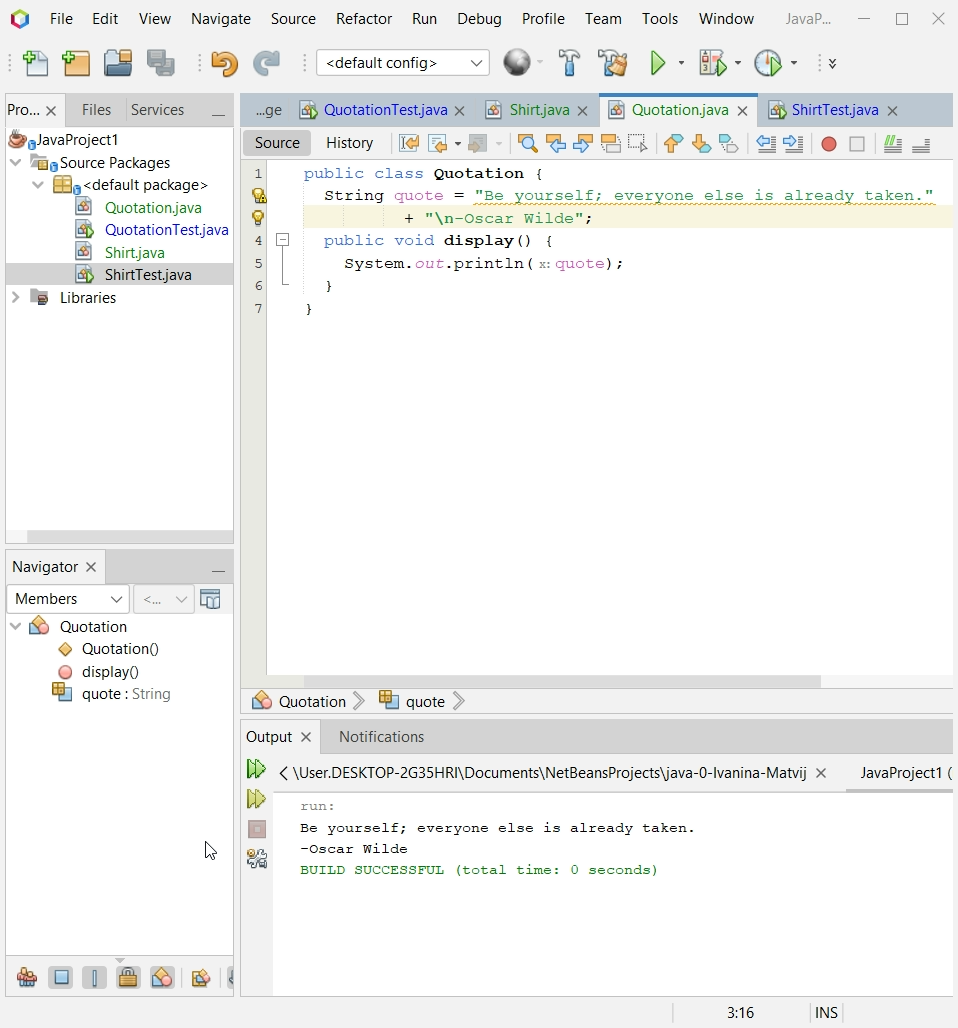 File Edit View Navigate Source Refactor Run Debug Profile Team Tools Window JavaP...
<default config>
Pro... Files Services
JavaProject1
Source Packages
<default package>
Quotation.java
QuotationTest.java
Shirt.java
ShirtTest.java
Libraries
...ge QuotationTest.java Shirt.java Quotation.java ShirtTest.java
Source History
1 public class Quotation {
String quote = "Be yourself; everyone else is already taken."
+ "\n-Oscar Wilde";
4 public void display() {
5 System.out.println(x: quote);
6 }
7 }
Navigator
Members <...
Quotation
Quotation()
display()
quote : String
Quotation quote
Output Notifications
\User.DESKTOP-2G35HRI\Documents\NetBeansProjects\java-0-Ivanina-Matvij JavaProject1 (
run:
Be yourself; everyone else is already taken.
-Oscar Wilde
BUILD SUCCESSFUL (total time: 0 seconds)
3:16 INS